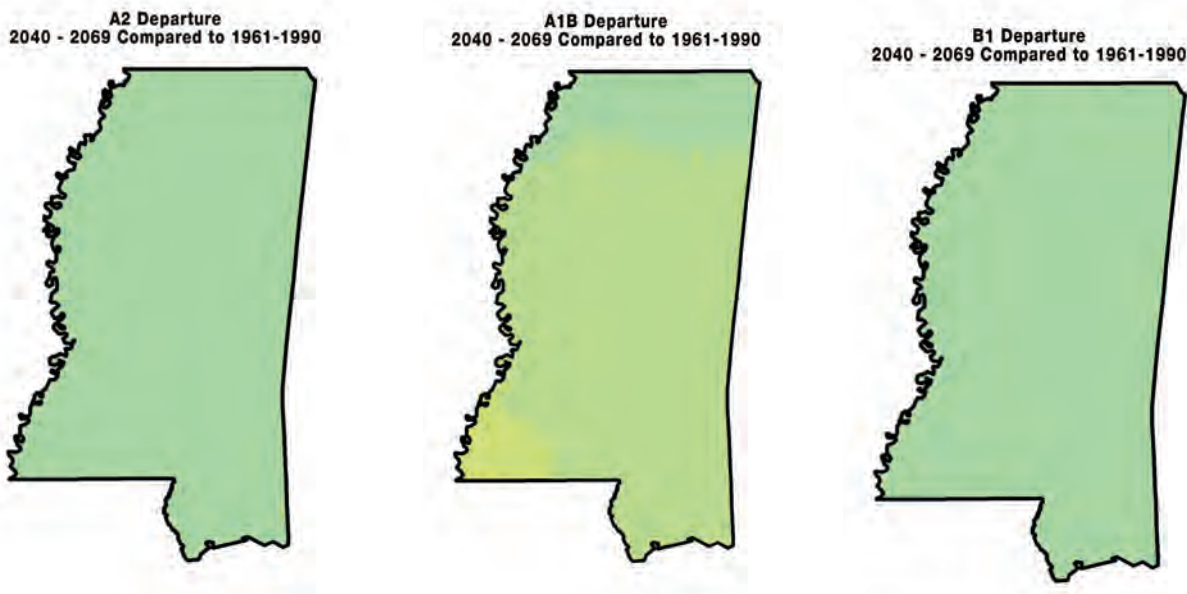 A2 Departure
2040 - 2069 Compared to 1961-1990
A1B Departure
2040 - 2069 Compared to 1961-1990
B1 Departure
2040 - 2069 Compared to 1961-1990